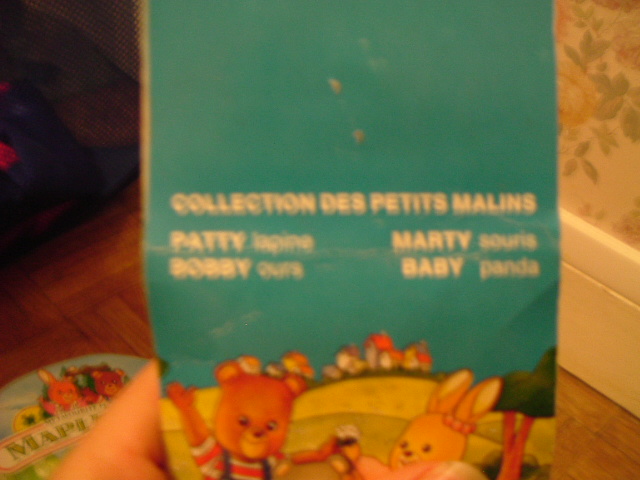 COLLECTION DES PETITS MALINS
PATTY lapine MARTY souris
BOBBY ours BABY panda